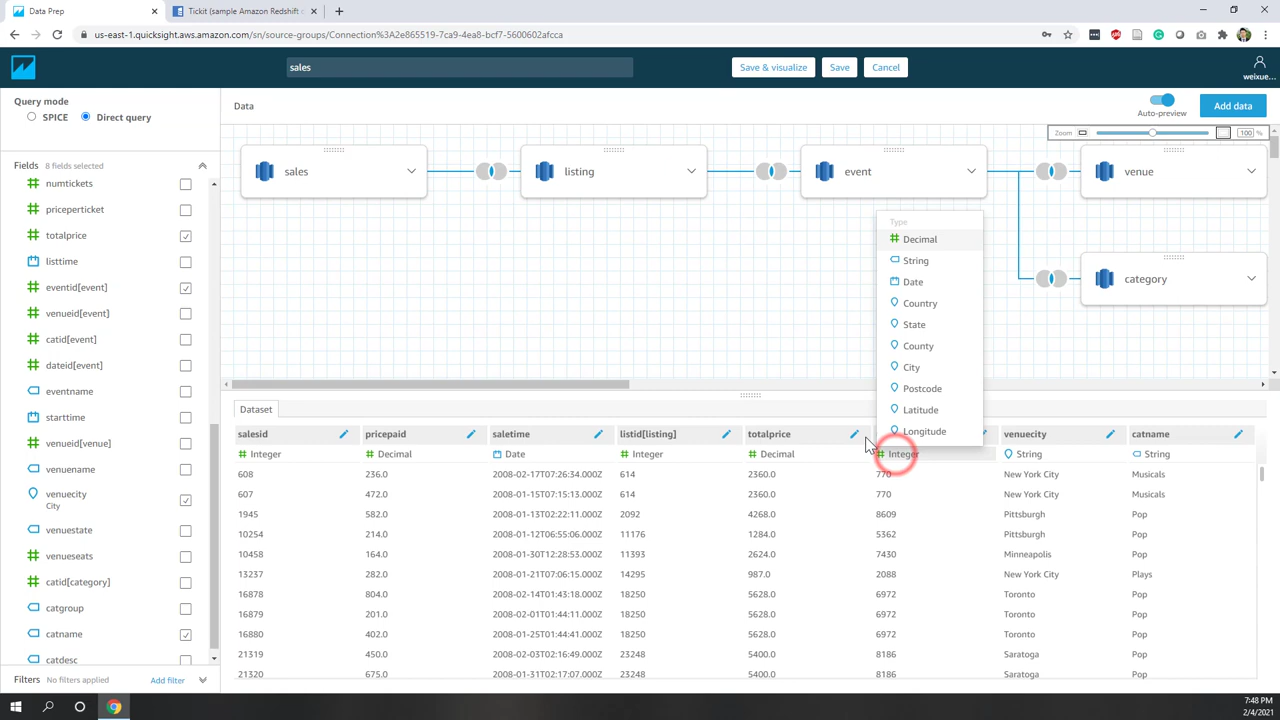 Data Prep
Tickit (sample Amazon Redshift d
us-east-1.quicksight.aws.amazon.com/sn/source-groups/Connection%3A2e865519-7ca9-4ea8-bcf7-5600602afcca
sales
Save & visualize
Save
Cancel
weixue...
Query mode
SPICE
Direct query
Data
Auto-preview
Add data
Zoom
100 %
Fields 8 fields selected
numtickets
priceperticket
totalprice
listtime
eventid[event]
venueid[event]
catid[event]
dateid[event]
eventname
starttime
venueid[venue]
venuename
venuecity
City
venuestate
venueseats
catid[category]
catgroup
catname
catdesc
Filters No filters applied Add filter
sales
listing
event
venue
category
Type
Decimal
String
Date
Country
State
County
City
Postcode
Latitude
Longitude
Dataset
salesid pricepaid saletime listid[listing] totalprice venuecity catname
Integer Decimal Date Integer Decimal Integer String String
608 236.0 2008-02-17T07:26:34.000Z 614 2360.0 770 New York City Musicals
607 472.0 2008-01-15T07:15:13.000Z 614 2360.0 770 New York City Musicals
1945 582.0 2008-01-13T02:22:11.000Z 2092 4268.0 8609 Pittsburgh Pop
10254 214.0 2008-01-12T06:55:06.000Z 11176 1284.0 5362 Pittsburgh Pop
10458 164.0 2008-01-30T12:28:53.000Z 11393 2624.0 7430 Minneapolis Pop
13237 282.0 2008-01-21T07:06:15.000Z 14295 987.0 2088 New York City Plays
16878 804.0 2008-02-14T01:43:18.000Z 18250 5628.0 6972 Toronto Pop
16879 201.0 2008-02-14T01:44:11.000Z 18250 5628.0 6972 Toronto Pop
16880 402.0 2008-01-25T01:44:41.000Z 18250 5628.0 6972 Toronto Pop
21319 450.0 2008-02-03T02:16:49.000Z 23248 5400.0 8186 Saratoga Pop
21320 675.0 2008-01-31T02:17:07.000Z 23248 5400.0 8186 Saratoga Pop
7:48 PM
2/4/2021